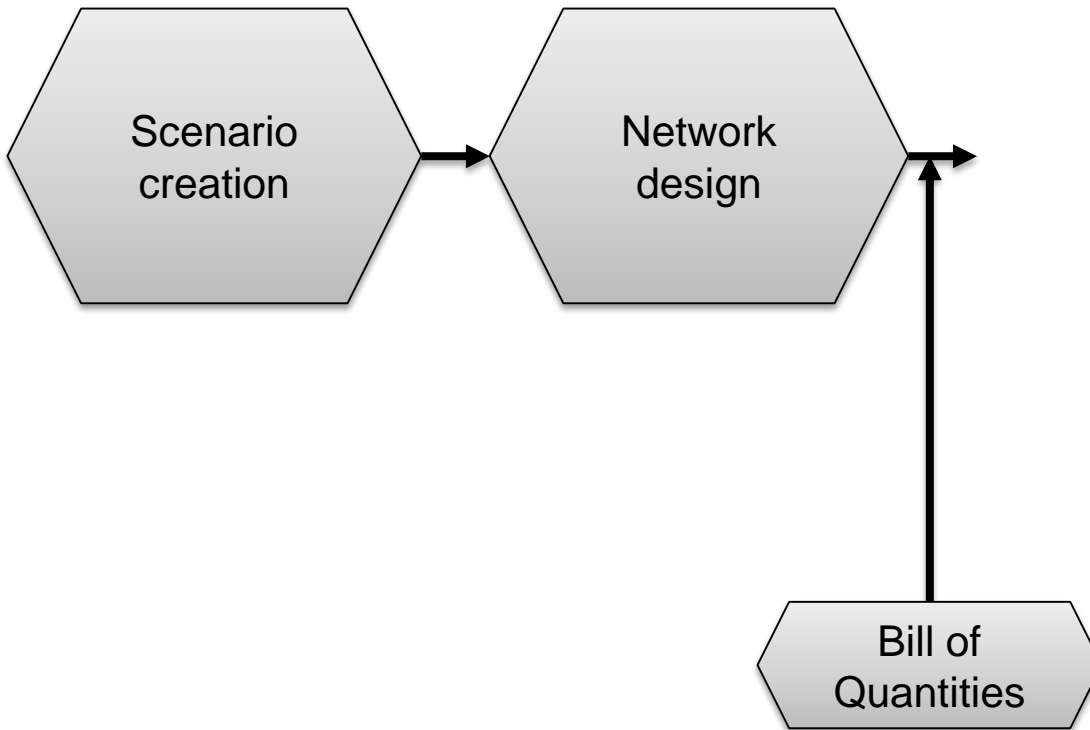 Scenario
creation
Network
design
Bill of
Quantities